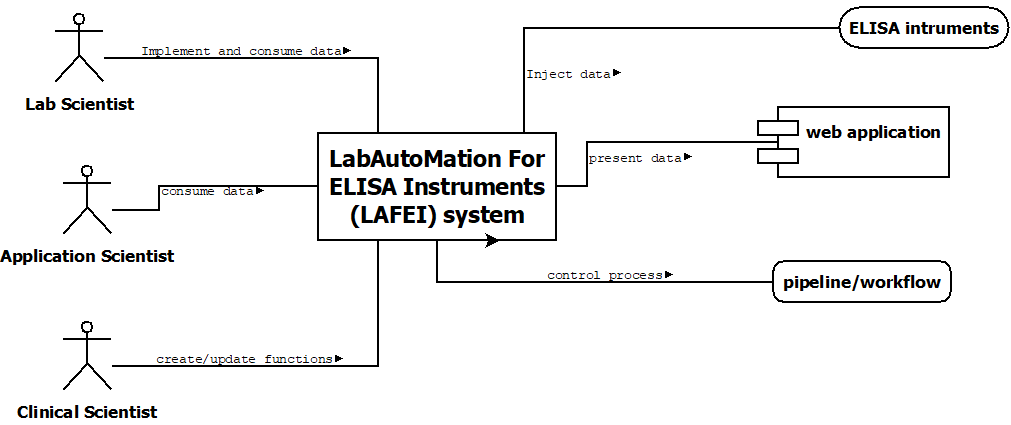 ELISA intruments
Implement and consume data
Inject data
Lab Scientist
web application
LabAutoMation For
ELISA Instruments
(LAFEI) system
present data
consume data
Application Scientist
control process
pipeline/workflow
create/update functions
Clinical Scientist